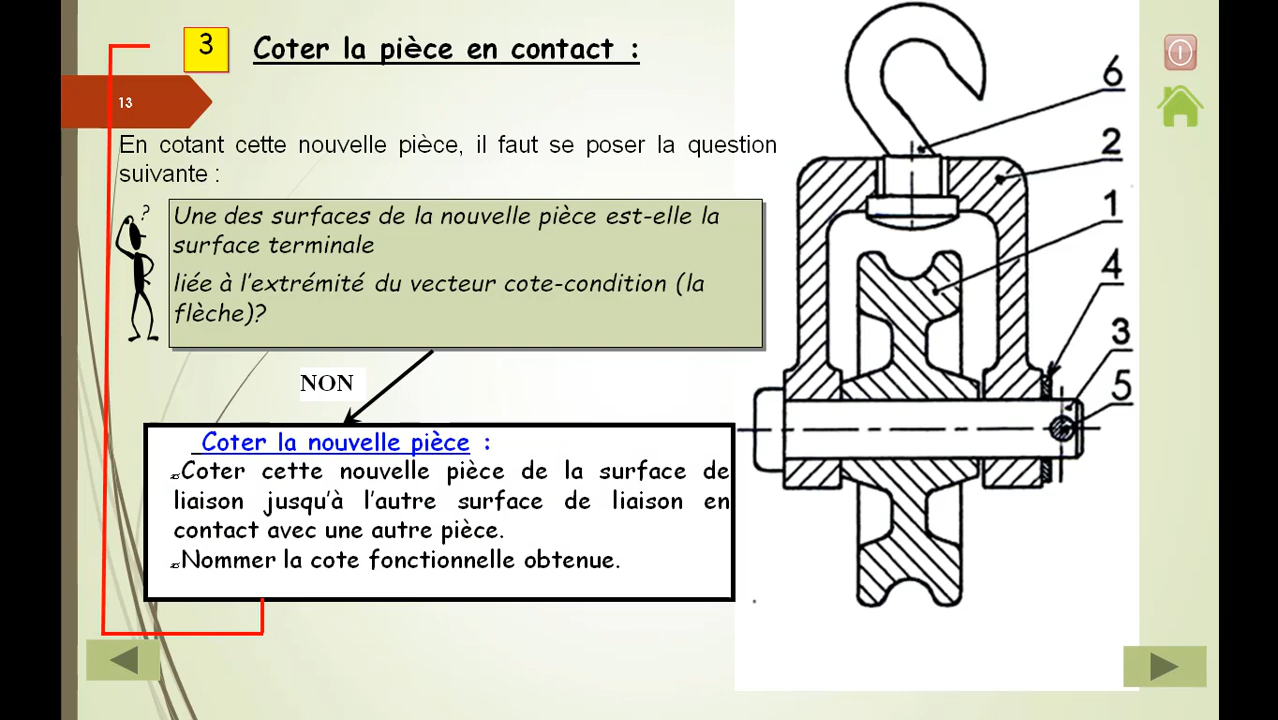 3 Coter la pièce en contact :
13
En cotant cette nouvelle pièce, il faut se poser la question
suivante :
?
Une des surfaces de la nouvelle pièce est-elle la
surface terminale
liée à l'extrémité du vecteur cote-condition (la
flèche)?
NON
Coter la nouvelle pièce :
Coter cette nouvelle pièce de la surface de
liaison jusqu'à l'autre surface de liaison en
contact avec une autre pièce.
Nommer la cote fonctionnelle obtenue.
6
2
1
4
3
5